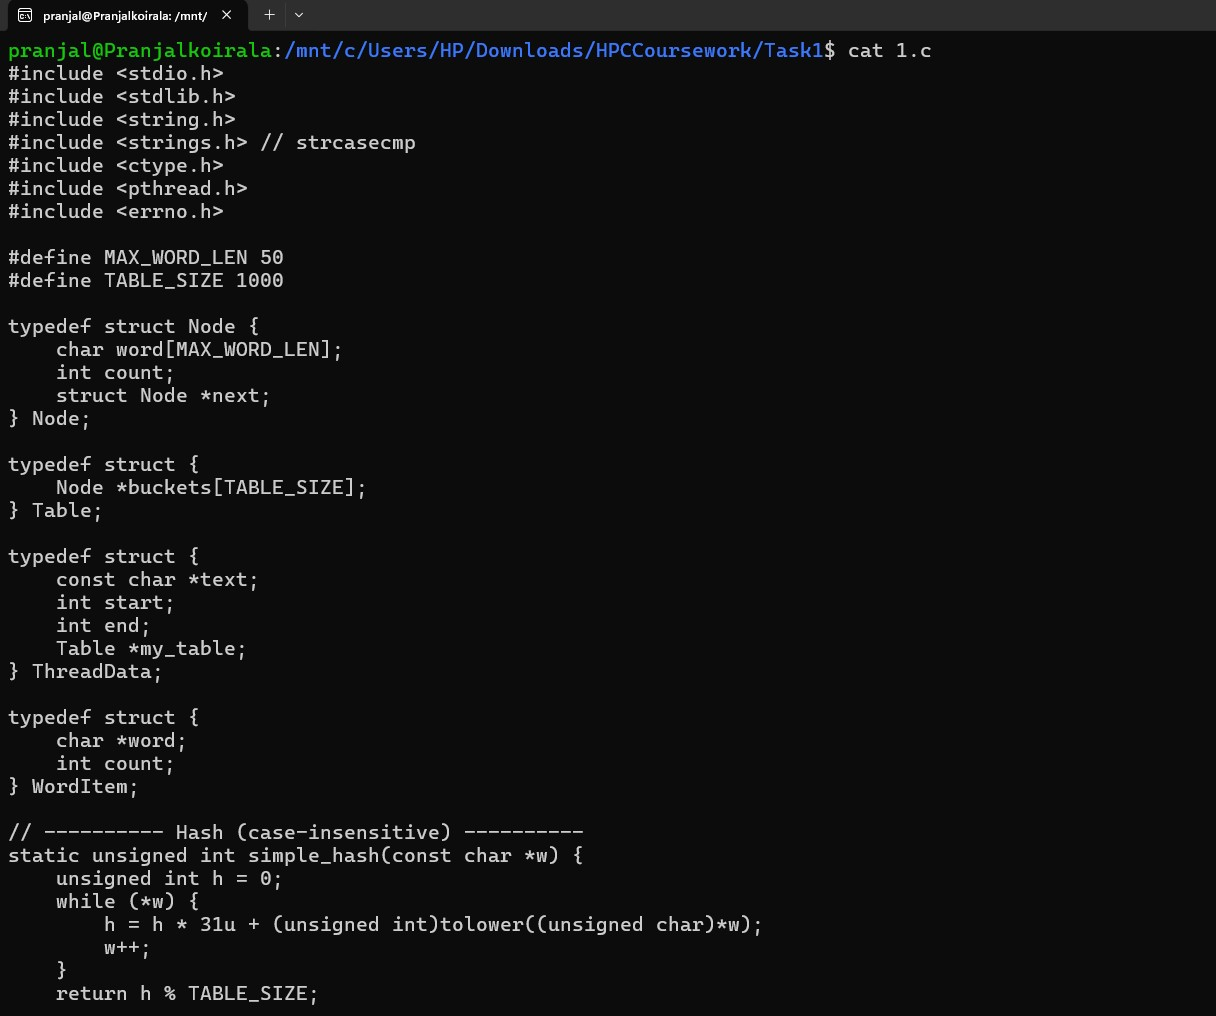 pranjal@Pranjalkoirala: /mnt/
pranjal@Pranjalkoirala:/mnt/c/Users/HP/Downloads/HPCCoursework/Task1$ cat 1.c
#include <stdio.h>
#include <stdlib.h>
#include <string.h>
#include <strings.h> // strcasecmp
#include <ctype.h>
#include <pthread.h>
#include <errno.h>

#define MAX_WORD_LEN 50
#define TABLE_SIZE 1000

typedef struct Node {
    char word[MAX_WORD_LEN];
    int count;
    struct Node *next;
} Node;

typedef struct {
    Node *buckets[TABLE_SIZE];
} Table;

typedef struct {
    const char *text;
    int start;
    int end;
    Table *my_table;
} ThreadData;

typedef struct {
    char *word;
    int count;
} WordItem;

// ---------- Hash (case-insensitive) ----------
static unsigned int simple_hash(const char *w) {
    unsigned int h = 0;
    while (*w) {
        h = h * 31u + (unsigned int)tolower((unsigned char)*w);
        w++;
    }
    return h % TABLE_SIZE;